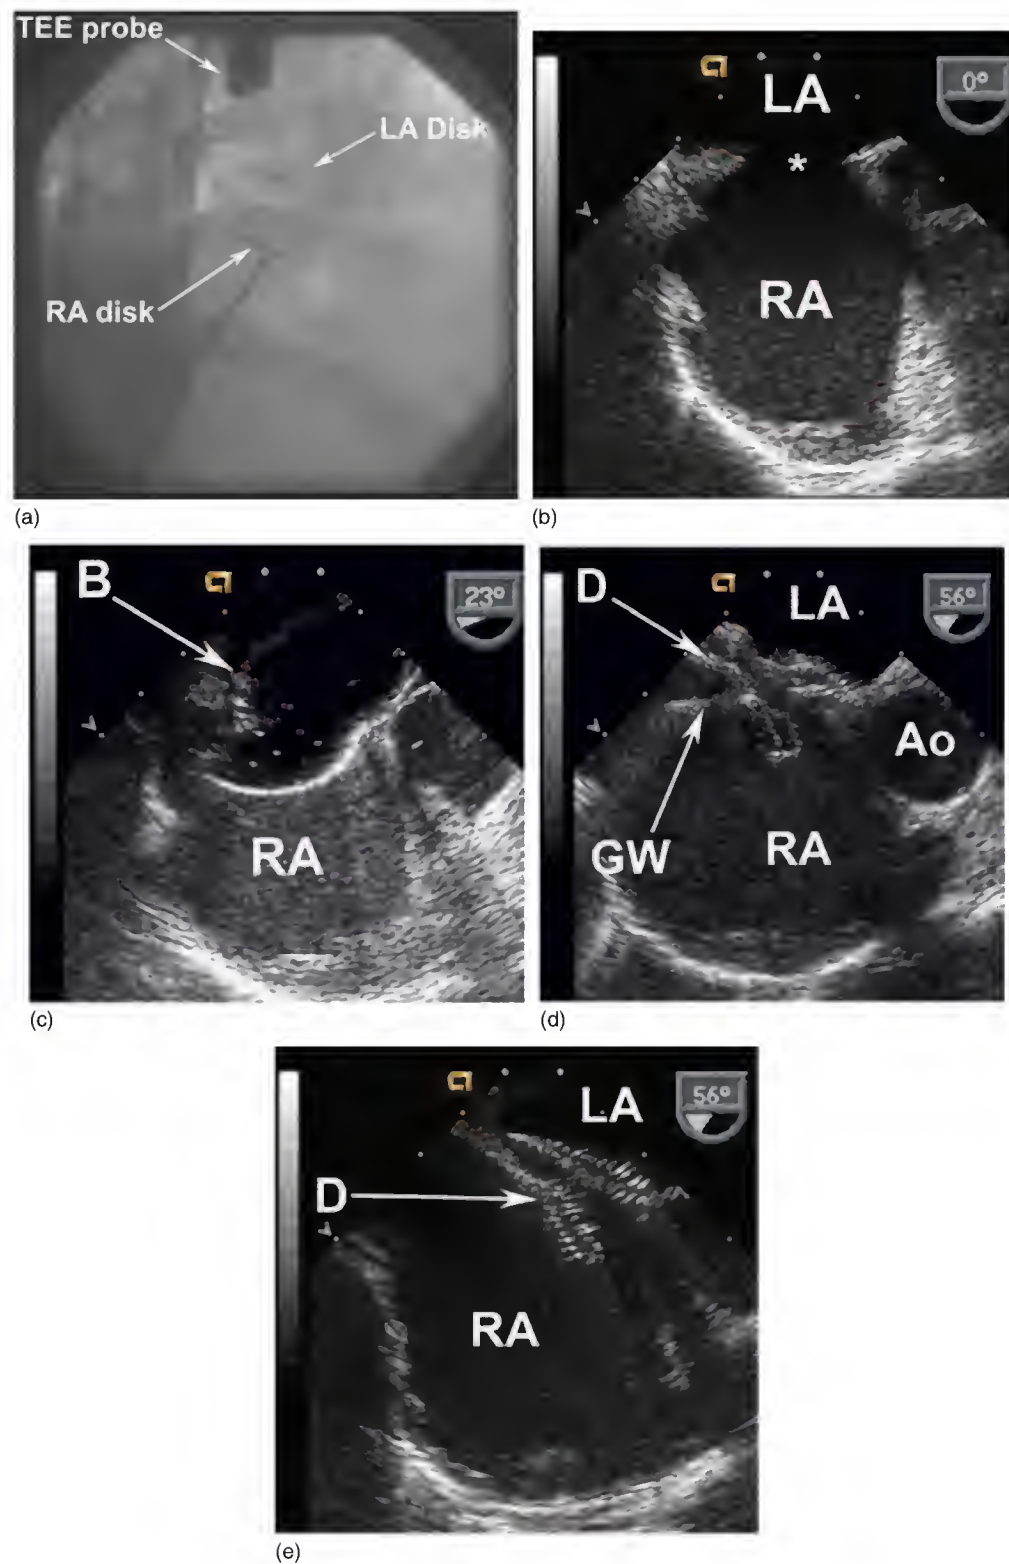 TEE probe
LA Disk
RA disk
(a)
LA
0°
*
RA
(b)
B
23°
RA
(c)
D
LA
56°
Ao
GW
RA
(d)
LA
56°
D
RA
(e)